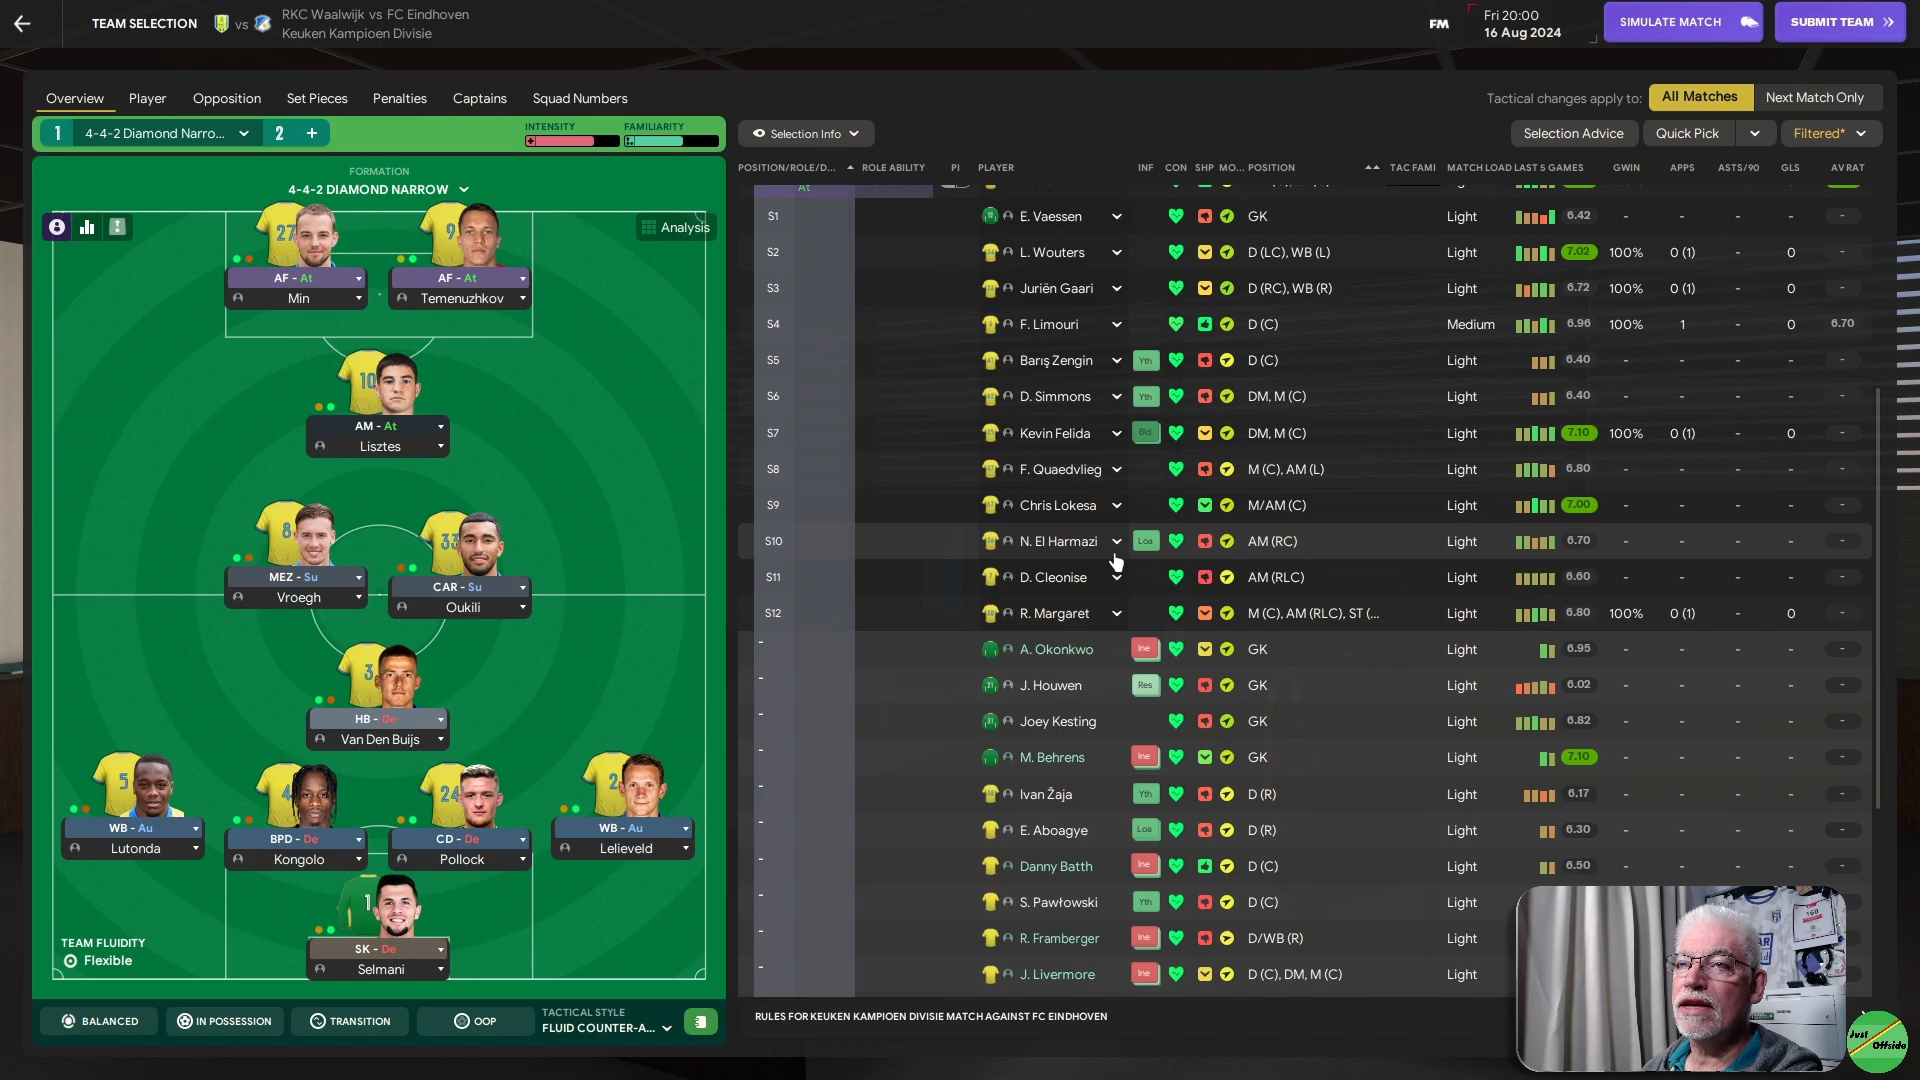 TEAM SELECTION
vs
RKC Waalwijk vs FC Eindhoven
Keuken Kampioen Divisie
FM
Fri 20:00
16 Aug 2024
SIMULATE MATCH
SUBMIT TEAM
Overview
Player
Opposition
Set Pieces
Penalties
Captains
Squad Numbers
Tactical changes apply to:
All Matches
Next Match Only
1
4-4-2 Diamond Narro...
2
+
INTENSITY
FAMILIARITY
Selection Info
Selection Advice
Quick Pick
Filtered*
FORMATION
4-4-2 DIAMOND NARROW
Analysis
27
AF - At
Min
9
AF - At
Temenuzhkov
10
AM - At
Lisztes
8
MEZ - Su
Vroegh
33
CAR - Su
Oukili
3
HB - De
Van Den Buijs
5
WB - Au
Lutonda
4
BPD - De
Kongolo
24
CD - De
Pollock
2
WB - Au
Lelieveld
1
SK - De
Selmani
TEAM FLUIDITY
Flexible
BALANCED
IN POSSESSION
TRANSITION
OOP
TACTICAL STYLE
FLUID COUNTER-A...
POSITION/ROLE/D... ROLE ABILITY PI PLAYER INF CON SHP MO... POSITION TAC FAMI MATCH LOAD LAST 5 GAMES GWIN APPS ASTS/90 GLS AV RAT
At
S1 E. Vaessen GK Light 6.42 - - - - -
S2 L. Wouters D (LC), WB (L) Light 7.02 100% 0 (1) - 0 -
S3 Juriën Gaari D (RC), WB (R) Light 6.72 100% 0 (1) - 0 -
S4 F. Limouri D (C) Medium 6.96 100% 1 - 0 6.70
S5 Barış Zengin Yth D (C) Light 6.40 - - - - -
S6 D. Simmons Yth DM, M (C) Light 6.40 - - - - -
S7 Kevin Felida Bid DM, M (C) Light 7.10 100% 0 (1) - 0 -
S8 F. Quaedvlieg M (C), AM (L) Light 6.80 - - - - -
S9 Chris Lokesa M/AM (C) Light 7.00 - - - - -
S10 N. El Harmazi Loa AM (RC) Light 6.70 - - - - -
S11 D. Cleonise AM (RLC) Light 6.60 - - - - -
S12 R. Margaret M (C), AM (RLC), ST (... Light 6.80 100% 0 (1) - 0 -
- A. Okonkwo Ine GK Light 6.95 - - - - -
- J. Houwen Res GK Light 6.02 - - - - -
- Joey Kesting GK Light 6.82 - - - - -
- M. Behrens Ine GK Light 7.10 - - - - -
- Ivan Žaja Yth D (R) Light 6.17 - - - - -
- E. Aboagye Loa D (R) Light 6.30 - - - - -
- Danny Batth Ine D (C) Light 6.50 - - - - -
- S. Pawłowski Yth D (C) Light
- R. Framberger Ine D/WB (R) Light
- J. Livermore Ine D (C), DM, M (C) Light
RULES FOR KEUKEN KAMPIOEN DIVISIE MATCH AGAINST FC EINDHOVEN
Just
Offside